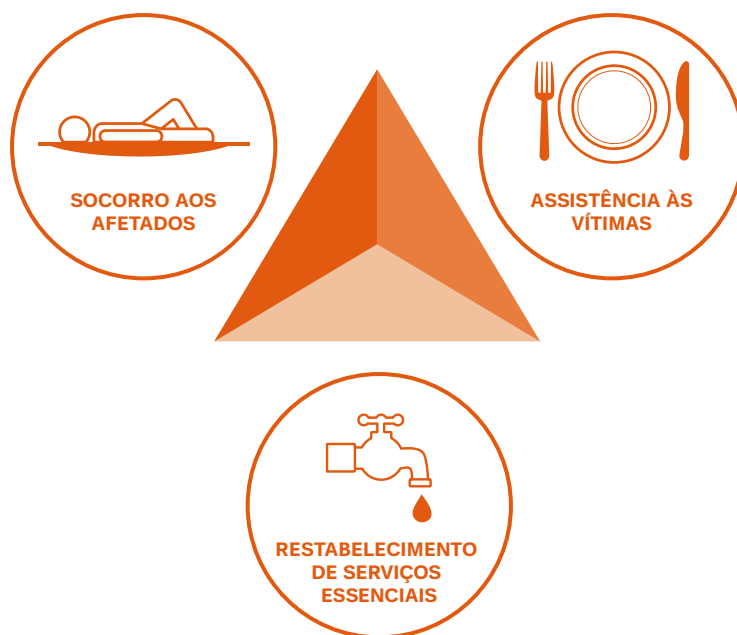 SOCORRO AOS
AFETADOS
ASSISTÊNCIA ÀS
VÍTIMAS
RESTABELECIMENTO
DE SERVIÇOS
ESSENCIAIS